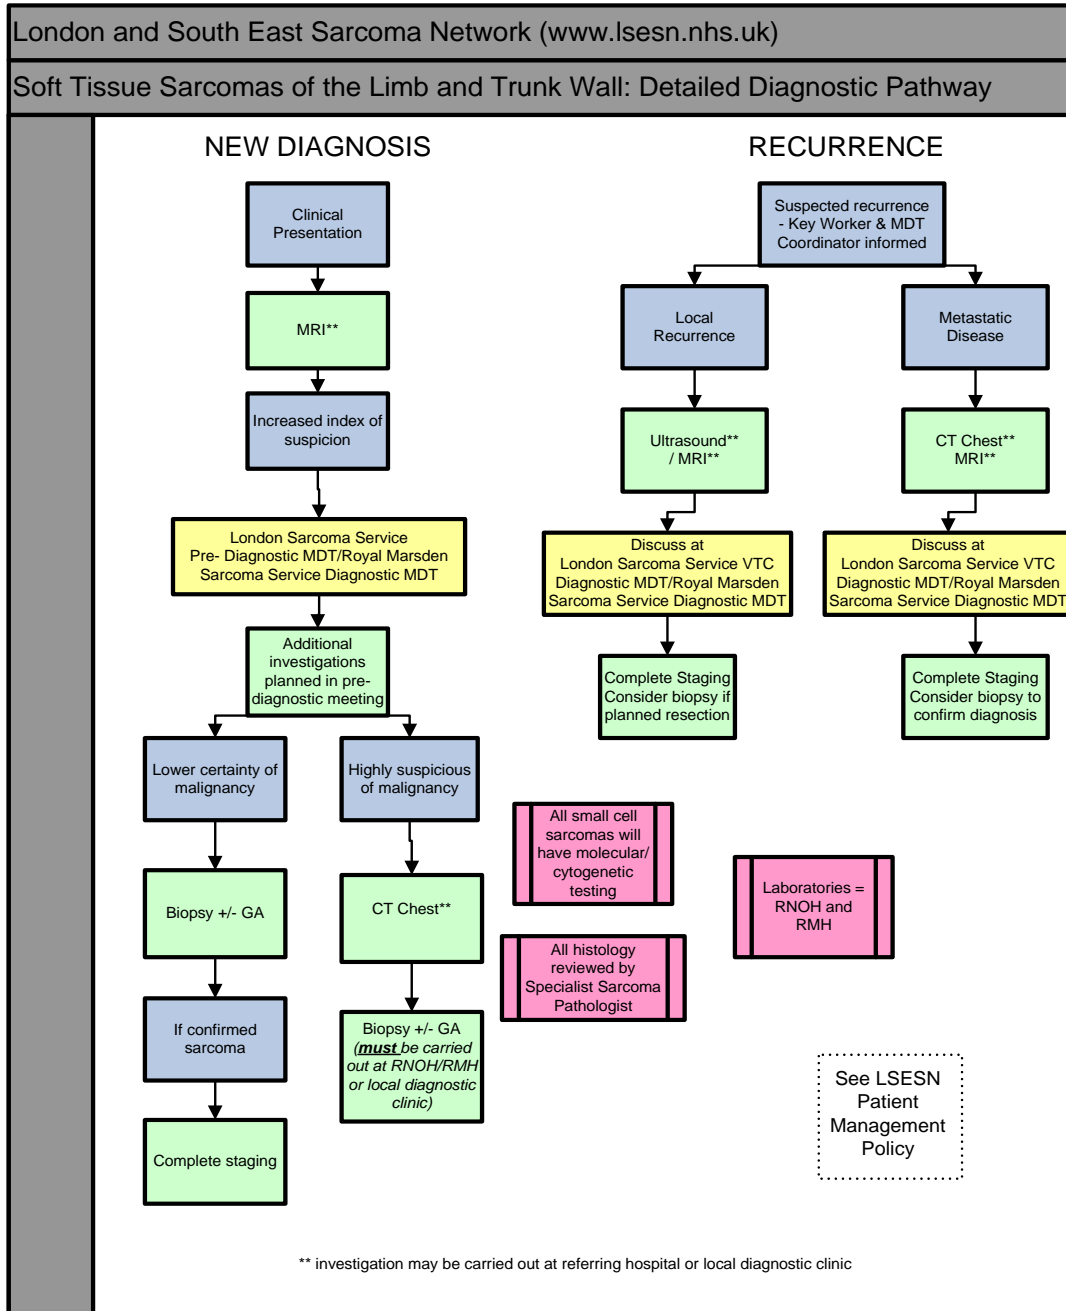 London and South East Sarcoma Network (www.lsesn.nhs.uk)
Soft Tissue Sarcomas of the Limb and Trunk Wall: Detailed Diagnostic Pathway
NEW DIAGNOSIS
Clinical
Presentation
MRI**
Increased index of
suspicion
London Sarcoma Service
Pre- Diagnostic MDT/Royal Marsden
Sarcoma Service Diagnostic MDT
Additional
investigations
planned in pre-
diagnostic meeting
Lower certainty of
malignancy
Biopsy +/- GA
If confirmed
sarcoma
Complete staging
Highly suspicious
of malignancy
CT Chest**
Biopsy +/- GA
(must be carried
out at RNOH/RMH
or local diagnostic
clinic)
RECURRENCE
Suspected recurrence
- Key Worker & MDT
Coordinator informed
Local
Recurrence
Ultrasound**
/ MRI**
Discuss at
London Sarcoma Service VTC
Diagnostic MDT/Royal Marsden
Sarcoma Service Diagnostic MDT
Complete Staging
Consider biopsy if
planned resection
Metastatic
Disease
CT Chest**
MRI**
Discuss at
London Sarcoma Service VTC
Diagnostic MDT/Royal Marsden
Sarcoma Service Diagnostic MDT
Complete Staging
Consider biopsy to
confirm diagnosis
All small cell
sarcomas will
have molecular/
cytogenetic
testing
All histology
reviewed by
Specialist Sarcoma
Pathologist
Laboratories =
RNOH and
RMH
See LSESN
Patient
Management
Policy
** investigation may be carried out at referring hospital or local diagnostic clinic